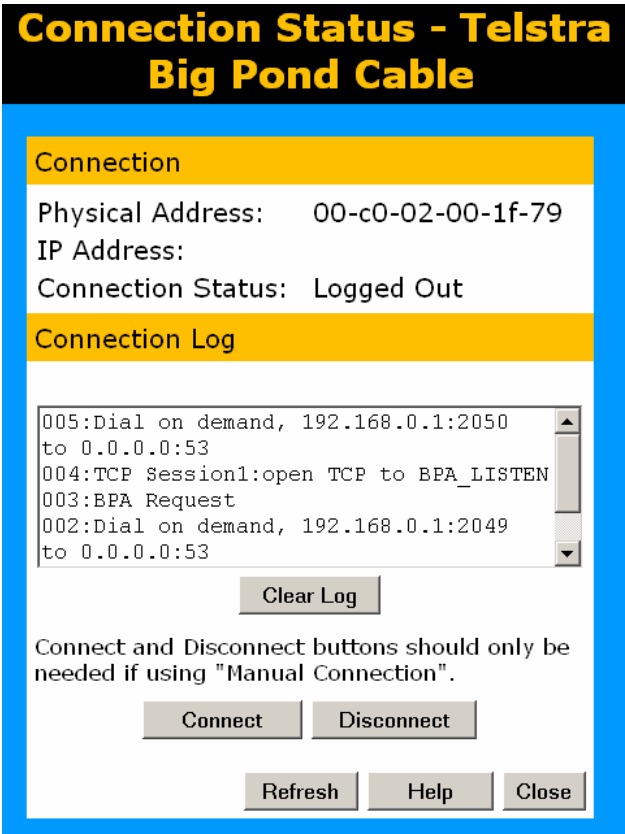 Connection Status - Telstra
Big Pond Cable
Connection
Physical Address: 00-c0-02-00-1f-79
IP Address:
Connection Status: Logged Out
Connection Log
005:Dial on demand, 192.168.0.1:2050
to 0.0.0.0:53
004:TCP Session1:open TCP to BPA_LISTEN
003:BPA Request
002:Dial on demand, 192.168.0.1:2049
to 0.0.0.0:53
Clear Log
Connect and Disconnect buttons should only be
needed if using "Manual Connection".
Connect Disconnect
Refresh Help Close